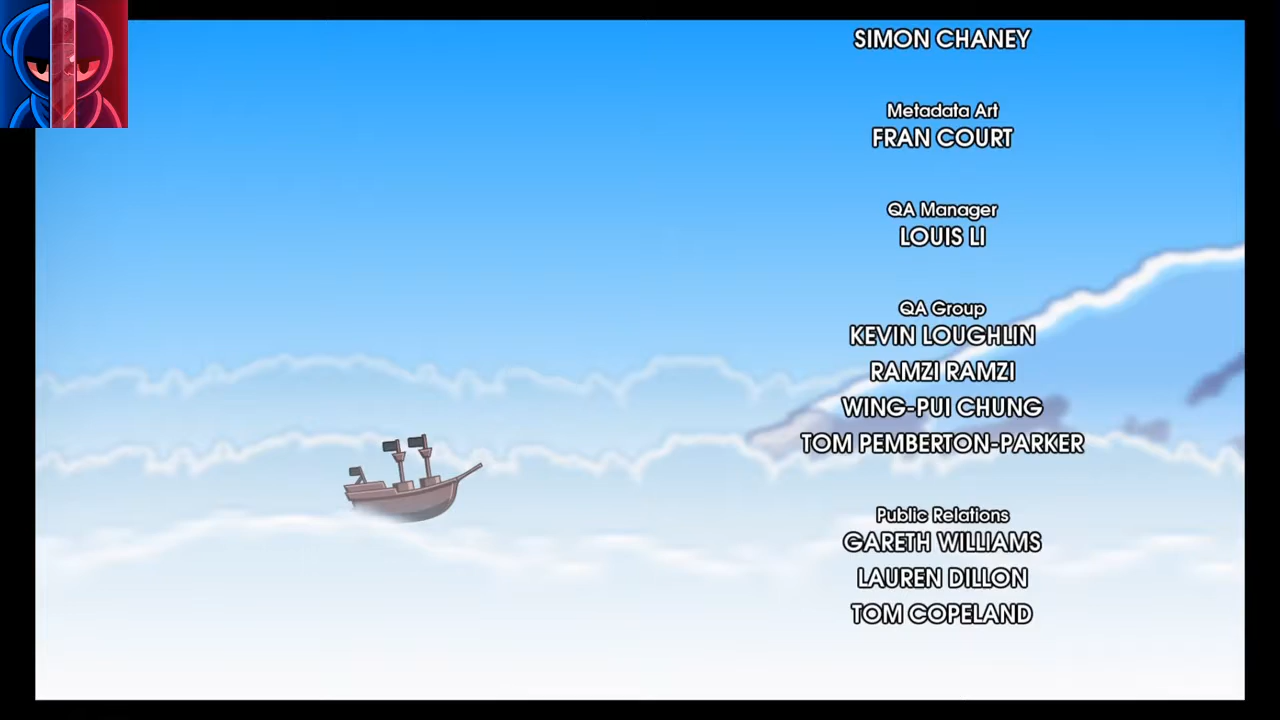 SIMON CHANEY
Metadata Art
FRAN COURT
QA Manager
LOUIS LI
QA Group
KEVIN LOUGHLIN
RAMZI RAMZI
WING-PUI CHUNG
TOM PEMBERTON-PARKER
Public Relations
GARETH WILLIAMS
LAUREN DILLON
TOM COPELAND